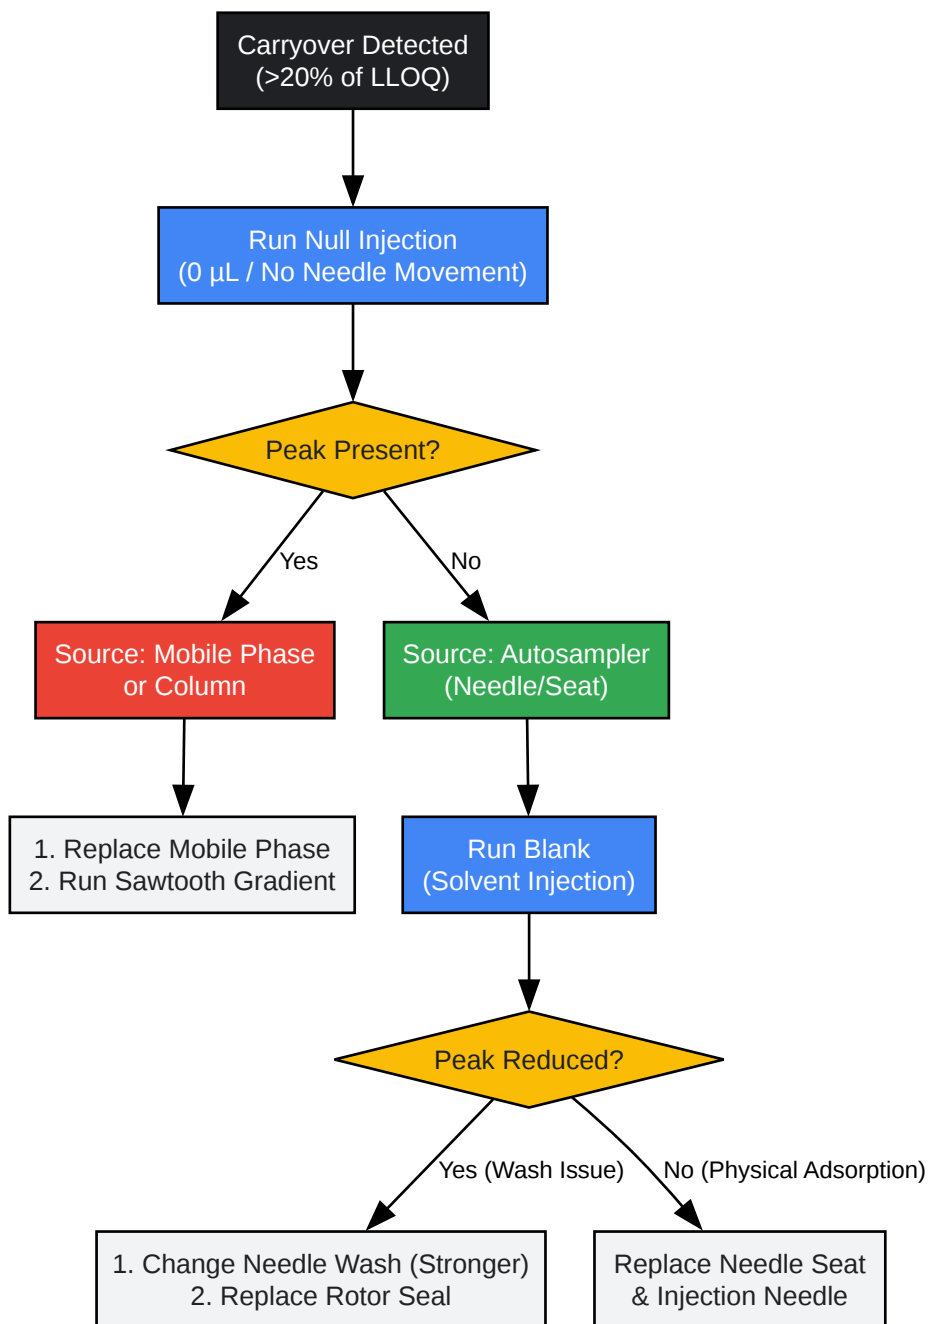 Carryover Detected
(>20% of LLOQ)
Run Null Injection
(0 µL / No Needle Movement)
Peak Present?
Yes
No
Source: Mobile Phase
or Column
Source: Autosampler
(Needle/Seat)
1. Replace Mobile Phase
2. Run Sawtooth Gradient
Run Blank
(Solvent Injection)
Peak Reduced?
Yes (Wash Issue)
No (Physical Adsorption)
1. Change Needle Wash (Stronger)
2. Replace Rotor Seal
Replace Needle Seat
& Injection Needle